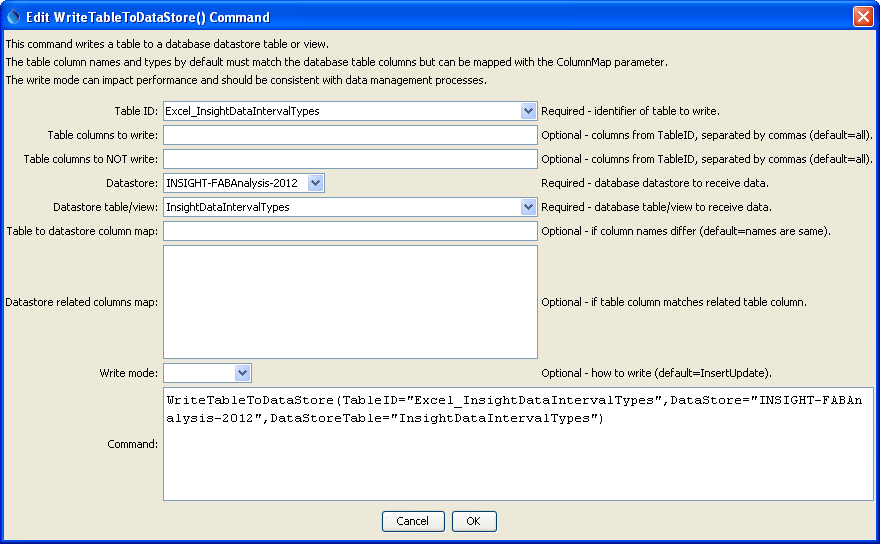 Edit WriteTableToDataStore() Command
This command writes a table to a database datastore table or view.
The table column names and types by default must match the database table columns but can be mapped with the ColumnMap parameter.
The write mode can impact performance and should be consistent with data management processes.
Table ID: Excel_InsightDataIntervalTypes Required - identifier of table to write.
Table columns to write: Optional - columns from TableID, separated by commas (default=all).
Table columns to NOT write: Optional - columns from TableID, separated by commas (default=all).
Datastore: INSIGHT-FABAnalysis-2012 Required - database datastore to receive data.
Datastore table/view: InsightDataIntervalTypes Required - database table/view to receive data.
Table to datastore column map: Optional - if column names differ (default=names are same).
Datastore related columns map: Optional - if table column matches related table column.
Write mode: Optional - how to write (default=InsertUpdate).
WriteTableToDataStore(TableID="Excel_InsightDataIntervalTypes",DataStore="INSIGHT-FABAn
alysis-2012",DataStoreTable="InsightDataIntervalTypes")
Command:
Cancel OK